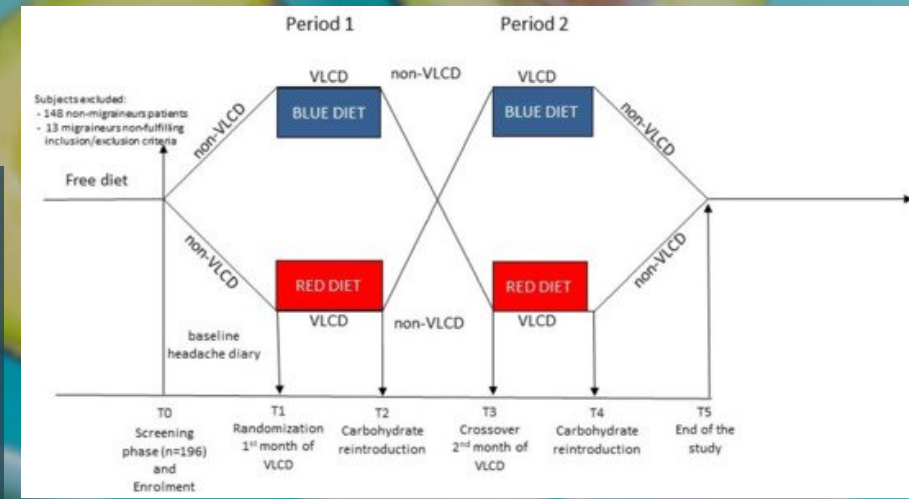 Period 1
Period 2
VLCD
non-VLCD
VLCD
Subjects excluded:
- 148 non-migraineurs patients
- 13 migraineurs non-fulfilling
inclusion/exclusion criteria
non-VLCD
BLUE DIET
BLUE DIET
non-VLCD
Free diet
non-VLCD
RED DIET
RED DIET
non-VLCD
VLCD
non-VLCD
VLCD
baseline
headache diary
T0
Screening
phase (n=196)
and
Enrolment
T1
Randomization
1st month of
VLCD
T2
Carbohydrate
reintroduction
T3
Crossover
2nd month of
VLCD
T4
Carbohydrate
reintroduction
T5
End of the
study